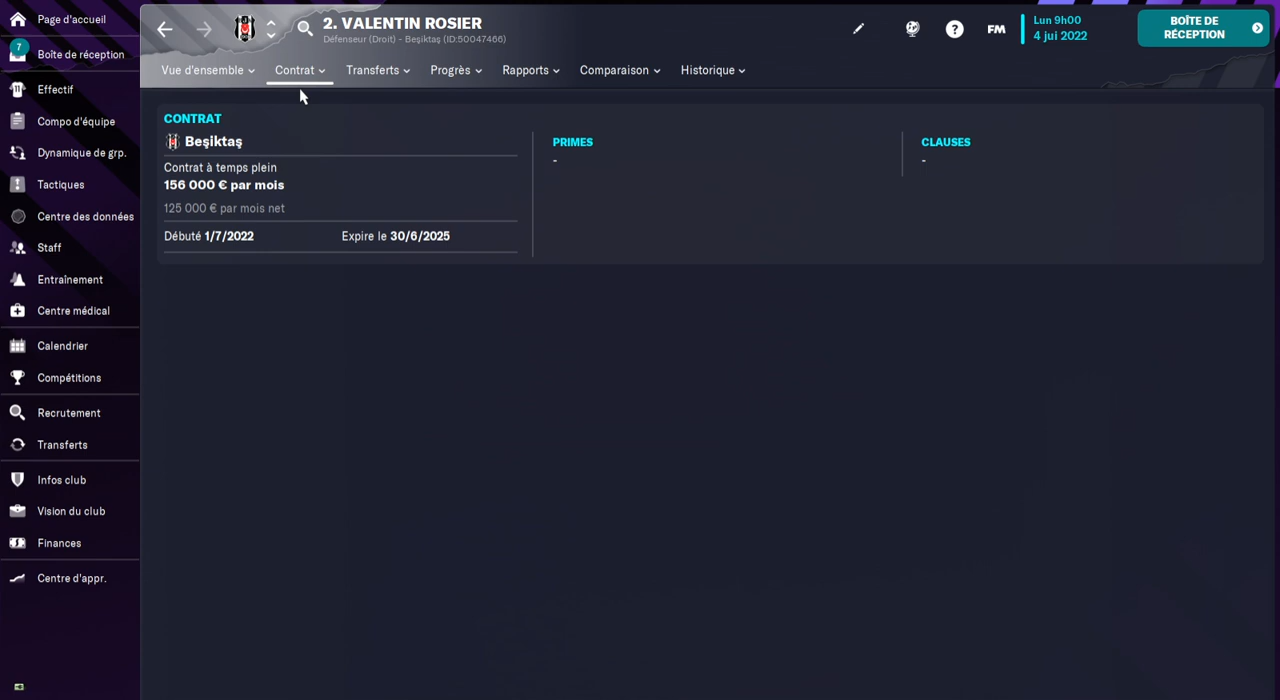 Page d'accueil
7
Boîte de réception
Effectif
Compo d'équipe
Dynamique de grp.
Tactiques
Centre des données
Staff
Entraînement
Centre médical
Calendrier
Compétitions
Recrutement
Transferts
Infos club
Vision du club
Finances
Centre d'appr.
2. VALENTIN ROSIER
Défenseur (Droit) - Beşiktaş (ID:50047466)
?
FM
Lun 9h00
4 jui 2022
BOÎTE DE
RÉCEPTION
Vue d'ensemble Contrat Transferts Progrès Rapports Comparaison Historique
CONTRAT
Beşiktaş
Contrat à temps plein
156 000 € par mois
125 000 € par mois net
Débuté 1/7/2022 Expire le 30/6/2025
PRIMES
-
CLAUSES
-